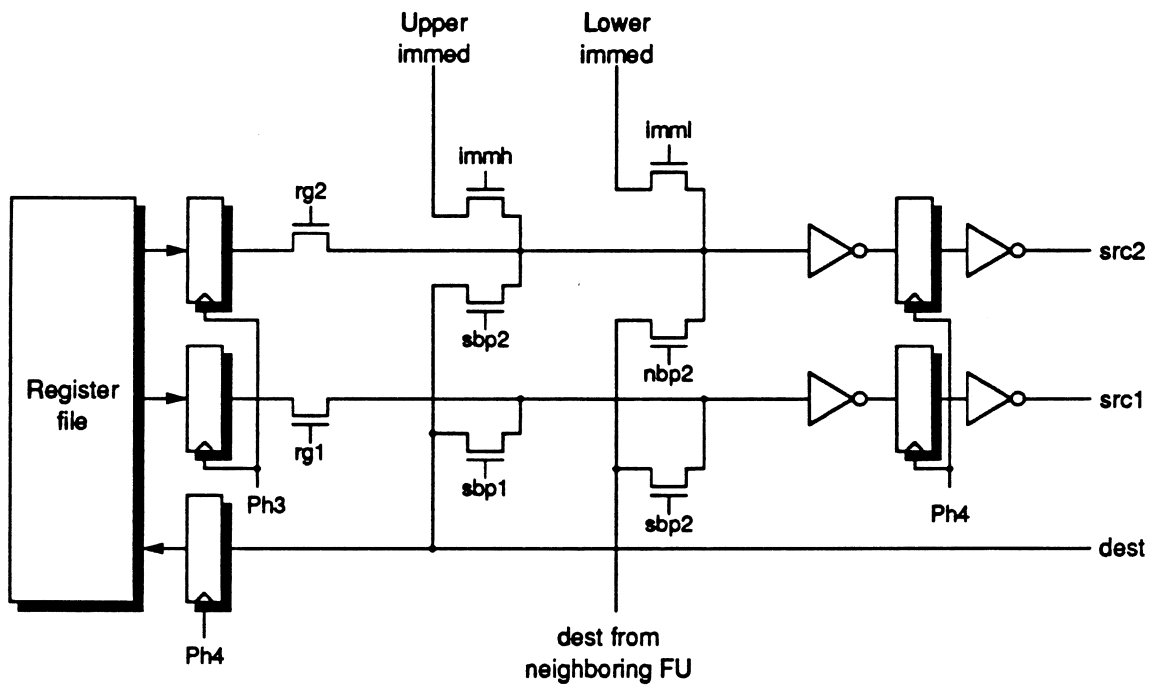 Upper
immed
Lower
immed
imml
immh
rg2
src2
sbp2
nbp2
Register
file
src1
rg1
sbp1
Ph3
sbp2
Ph4
dest
Ph4
dest from
neighboring FU